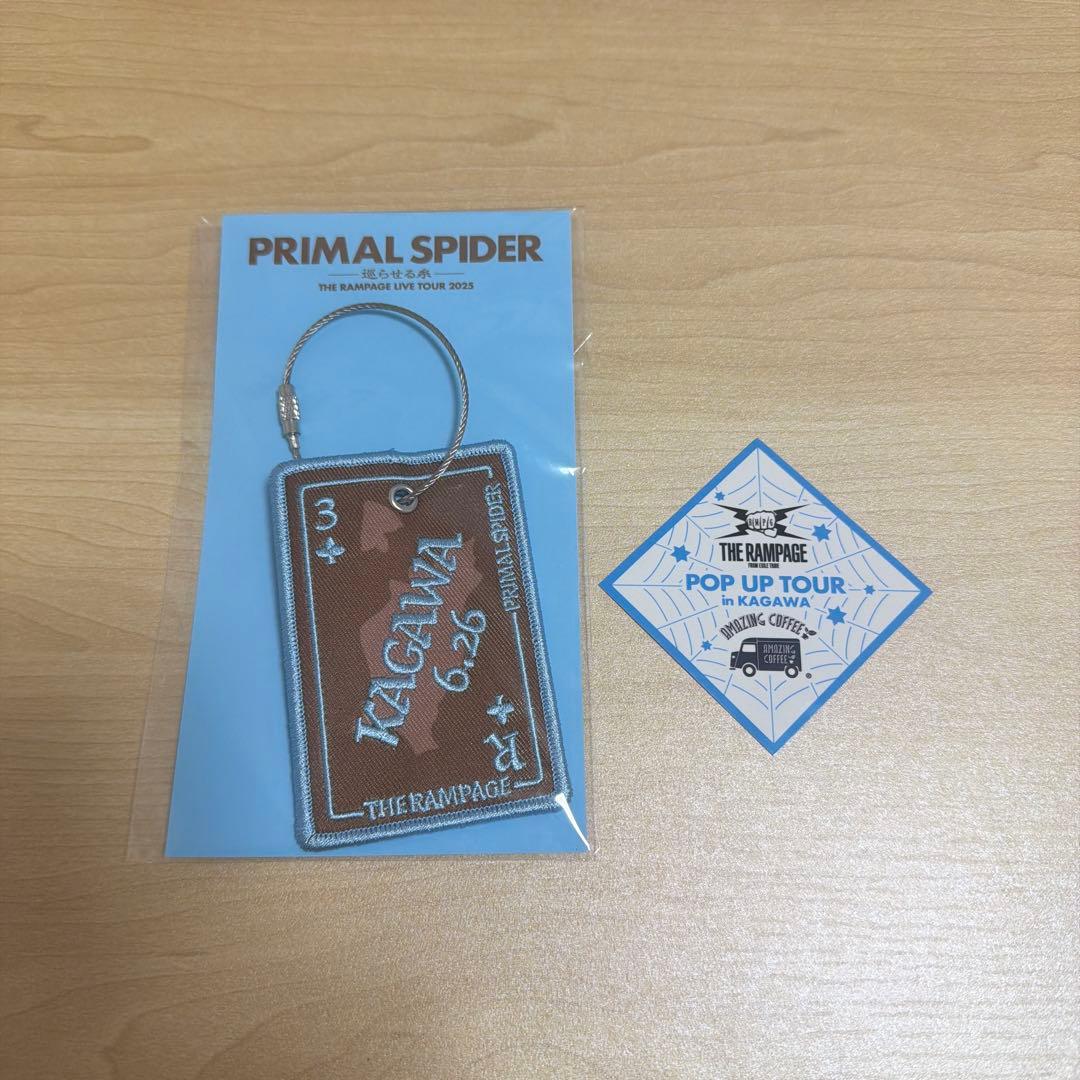 PRIMAL SPIDER
巡らせる糸
THE RAMPAGE LIVE TOUR 2025
3
KAGAWA
6.26
PRIMAL SPIDER
R
THE RAMPAGE
RMPG
THE RAMPAGE
FROM EXILE TRIBE
POP UP TOUR
in KAGAWA
AMAZING COFFEE
AMAZING
COFFEE
®